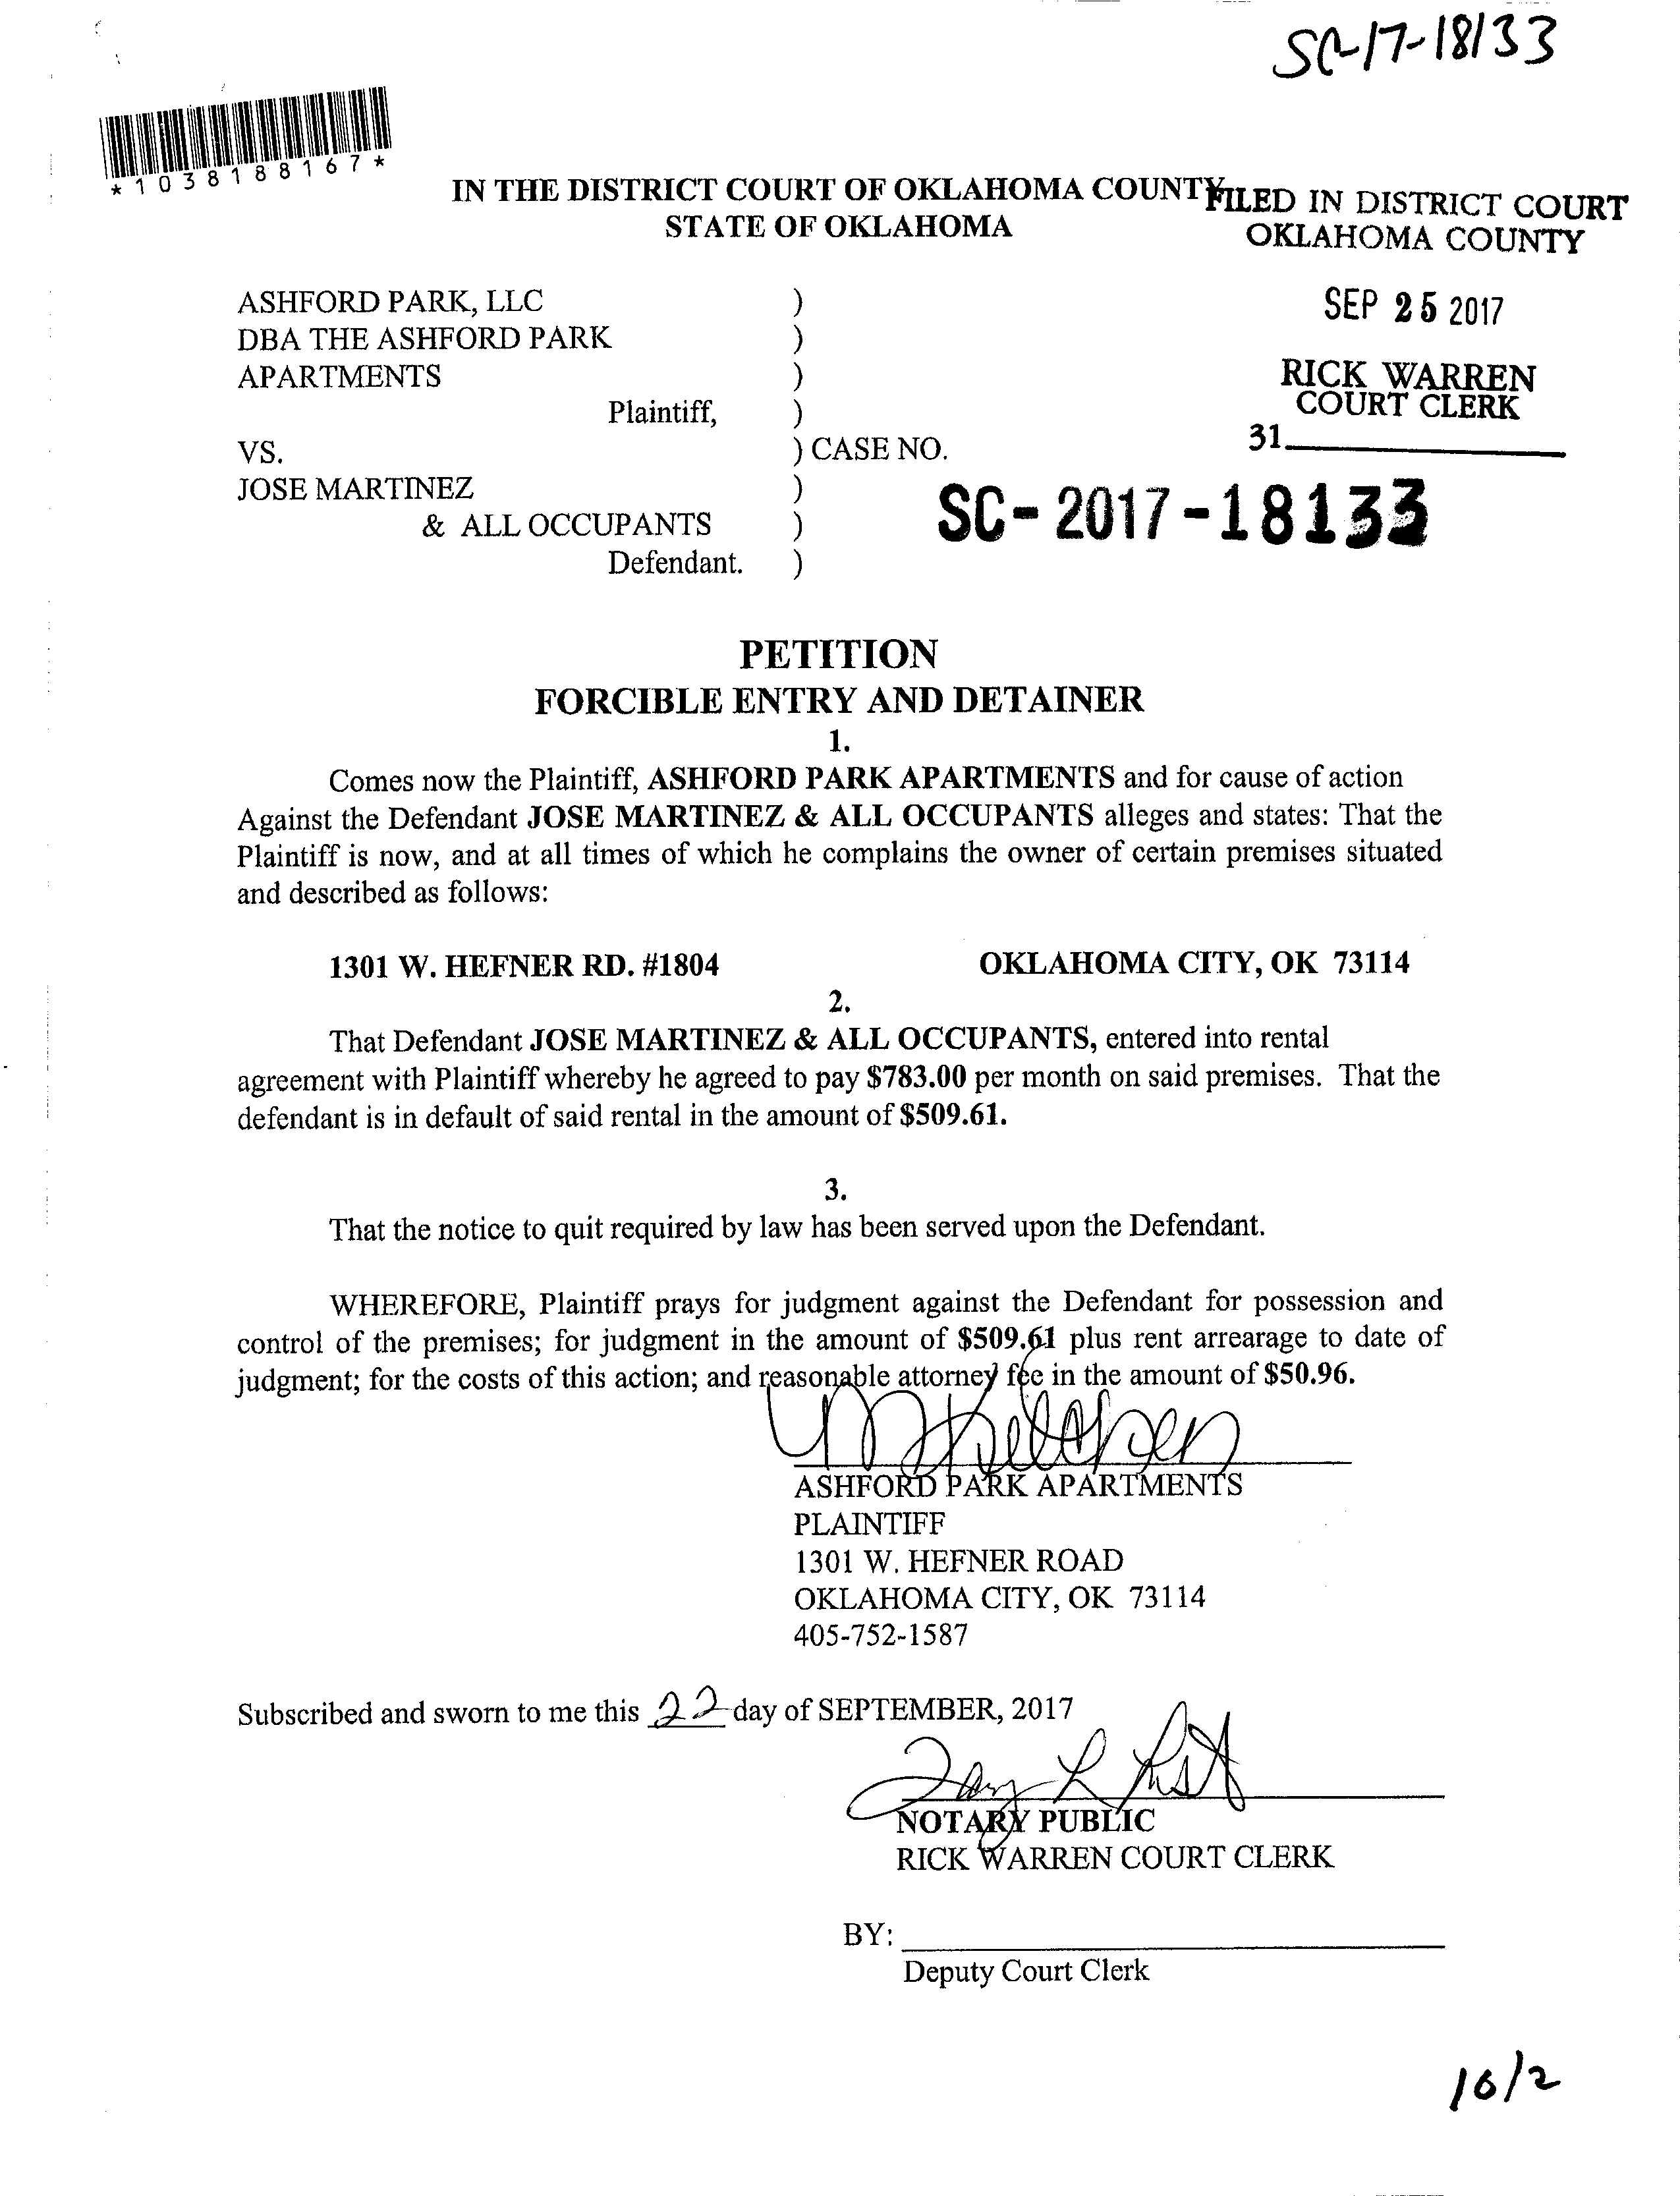 SC-17-18133
*1038188167*
IN THE DISTRICT COURT OF OKLAHOMA COUNTY
STATE OF OKLAHOMA
FILED IN DISTRICT COURT
OKLAHOMA COUNTY
SEP 25 2017
RICK WARREN
COURT CLERK
31
ASHFORD PARK, LLC )
DBA THE ASHFORD PARK )
APARTMENTS )
Plaintiff, )
VS. ) CASE NO.
JOSE MARTINEZ )
& ALL OCCUPANTS )
Defendant. )
SC-2017-18133
PETITION
FORCIBLE ENTRY AND DETAINER
1.
Comes now the Plaintiff, ASHFORD PARK APARTMENTS and for cause of action
Against the Defendant JOSE MARTINEZ & ALL OCCUPANTS alleges and states: That the
Plaintiff is now, and at all times of which he complains the owner of certain premises situated
and described as follows:
1301 W. HEFNER RD. #1804 OKLAHOMA CITY, OK 73114
2.
That Defendant JOSE MARTINEZ & ALL OCCUPANTS, entered into rental
agreement with Plaintiff whereby he agreed to pay $783.00 per month on said premises. That the
defendant is in default of said rental in the amount of $509.61.
3.
That the notice to quit required by law has been served upon the Defendant.
WHEREFORE, Plaintiff prays for judgment against the Defendant for possession and
control of the premises; for judgment in the amount of $509.61 plus rent arrearage to date of
judgment; for the costs of this action; and reasonable attorney fee in the amount of $50.96.
ASHFORD PARK APARTMENTS
PLAINTIFF
1301 W. HEFNER ROAD
OKLAHOMA CITY, OK 73114
405-752-1587
Subscribed and sworn to me this 22 day of SEPTEMBER, 2017
NOTARY PUBLIC
RICK WARREN COURT CLERK
BY:
Deputy Court Clerk
10/2